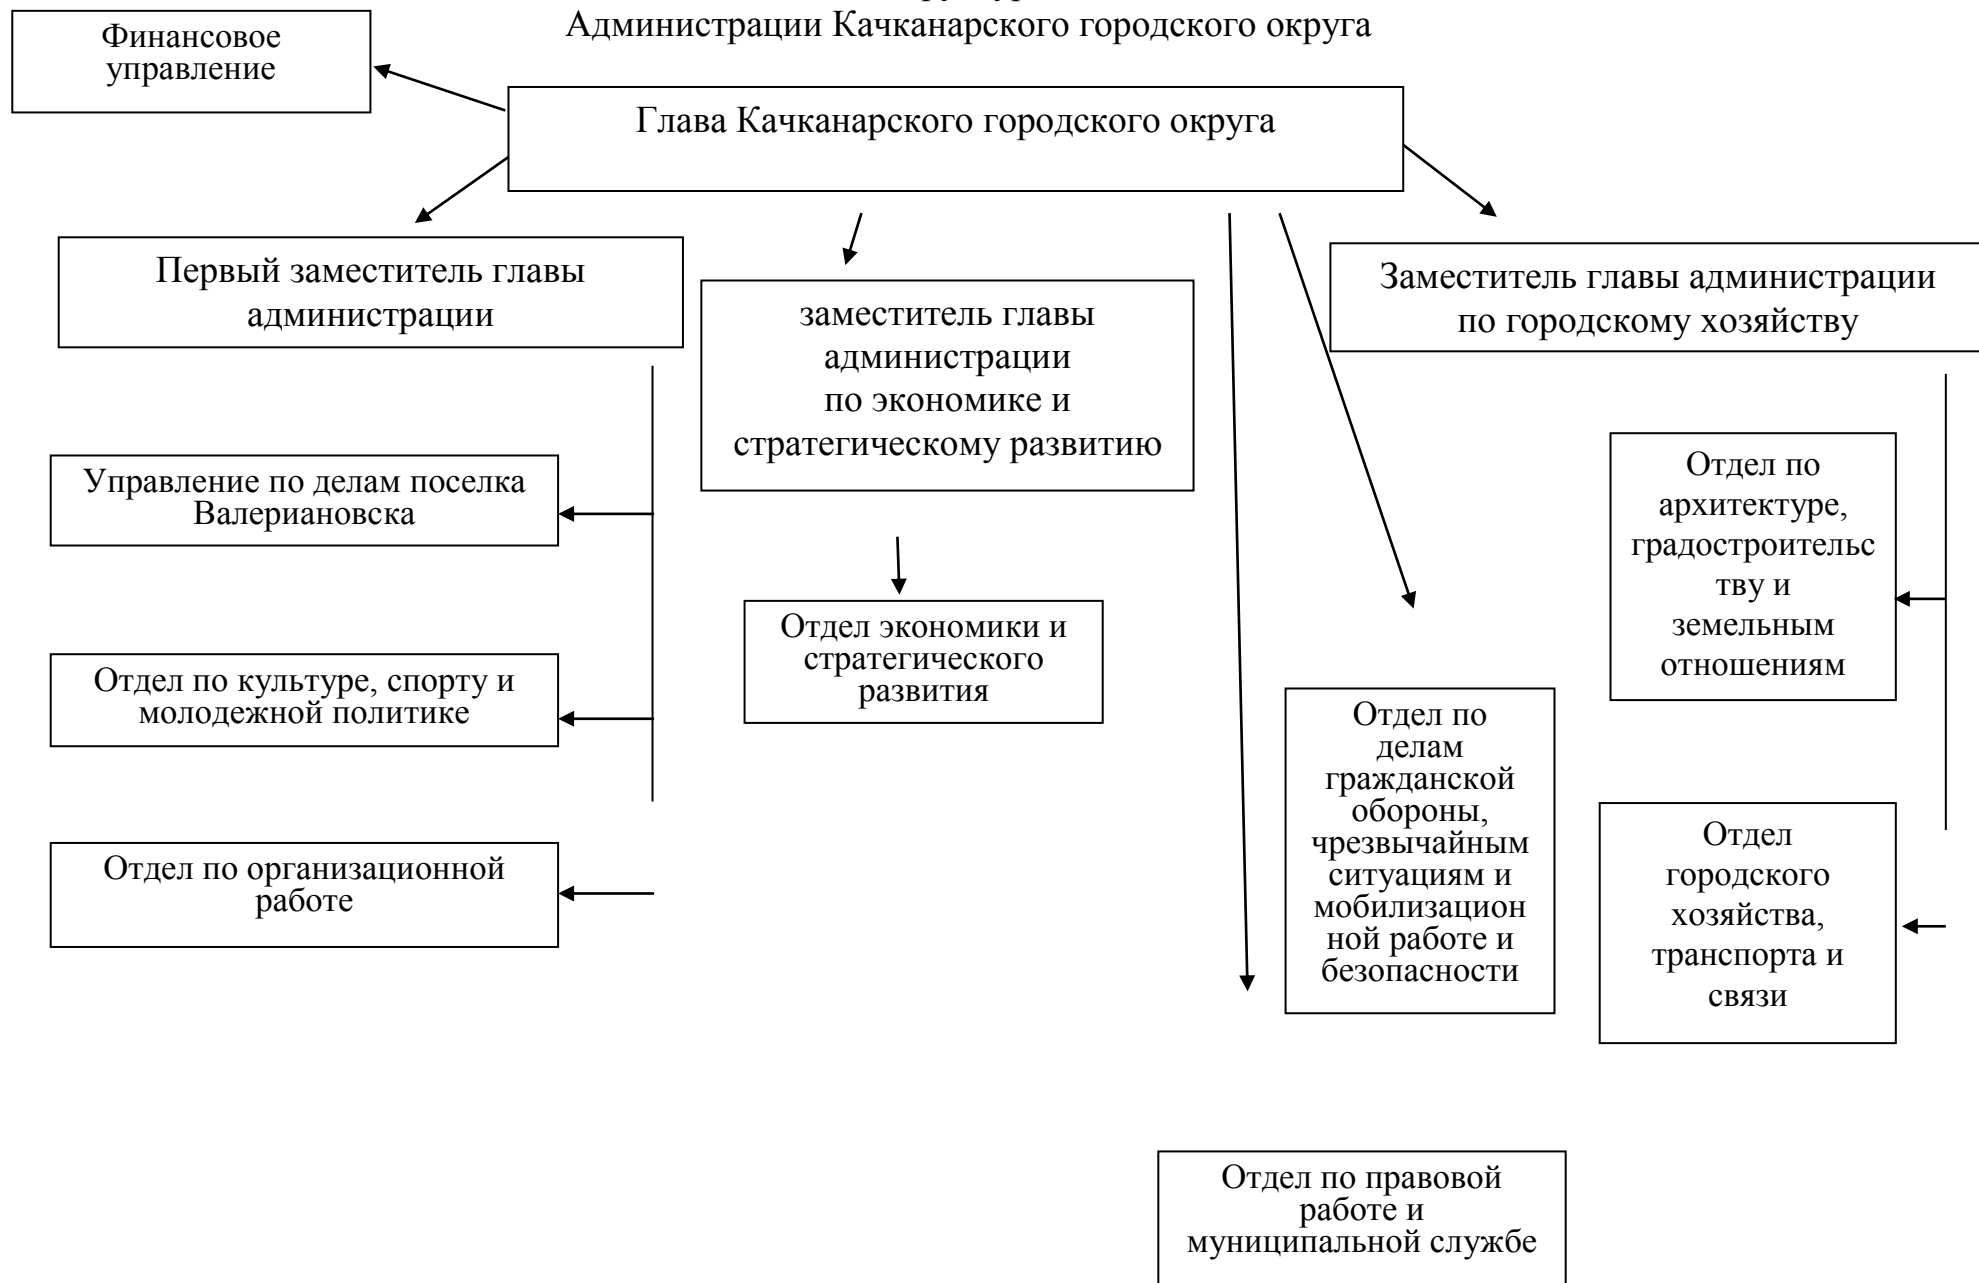 Администрации Качканарского городского округа
Финансовое
управление
Глава Качканарского городского округа
Первый заместитель главы
администрации
заместитель главы
администрации
по экономике и
стратегическому развитию
Заместитель главы администрации
по городскому хозяйству
Управление по делам поселка
Валериановска
Отдел по культуре, спорту и
молодежной политике
Отдел по организационной
работе
Отдел экономики и
стратегического
развития
Отдел по
делам
гражданской
обороны,
чрезвычайным
ситуациям и
мобилизацион
ной работе и
безопасности
Отдел по
архитектуре,
градостроительс
тву и
земельным
отношениям
Отдел
городского
хозяйства,
транспорта и
связи
Отдел по правовой
работе и
муниципальной службе